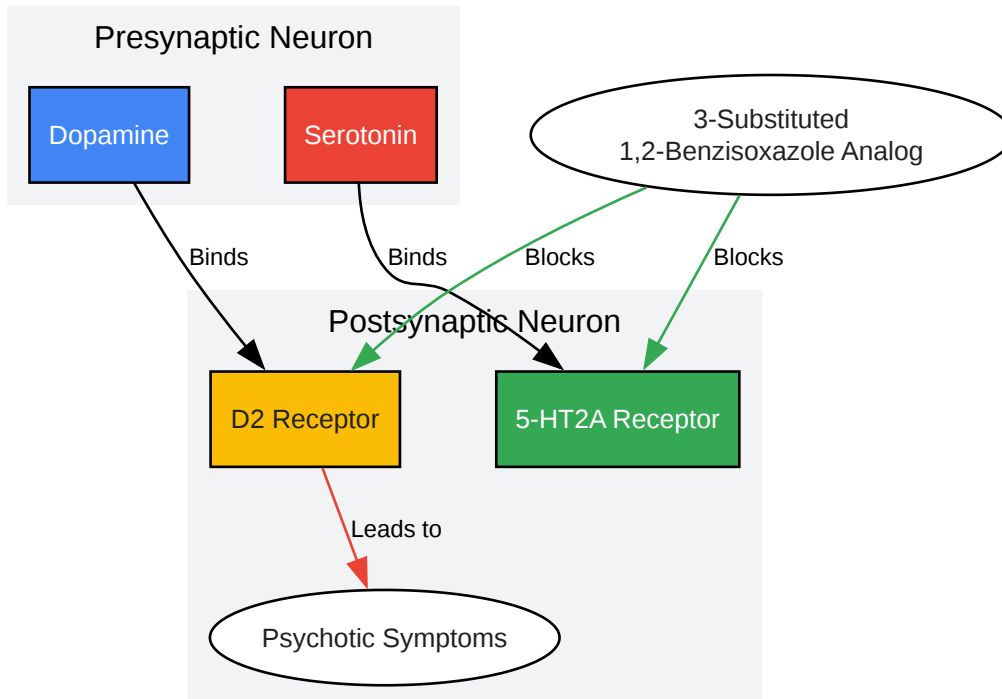 Presynaptic Neuron
Dopamine
Serotonin
3-Substituted
1,2-Benzisoxazole Analog
Binds
Binds
Blocks
Blocks
Postsynaptic Neuron
D2 Receptor
5-HT2A Receptor
Leads to
Psychotic Symptoms